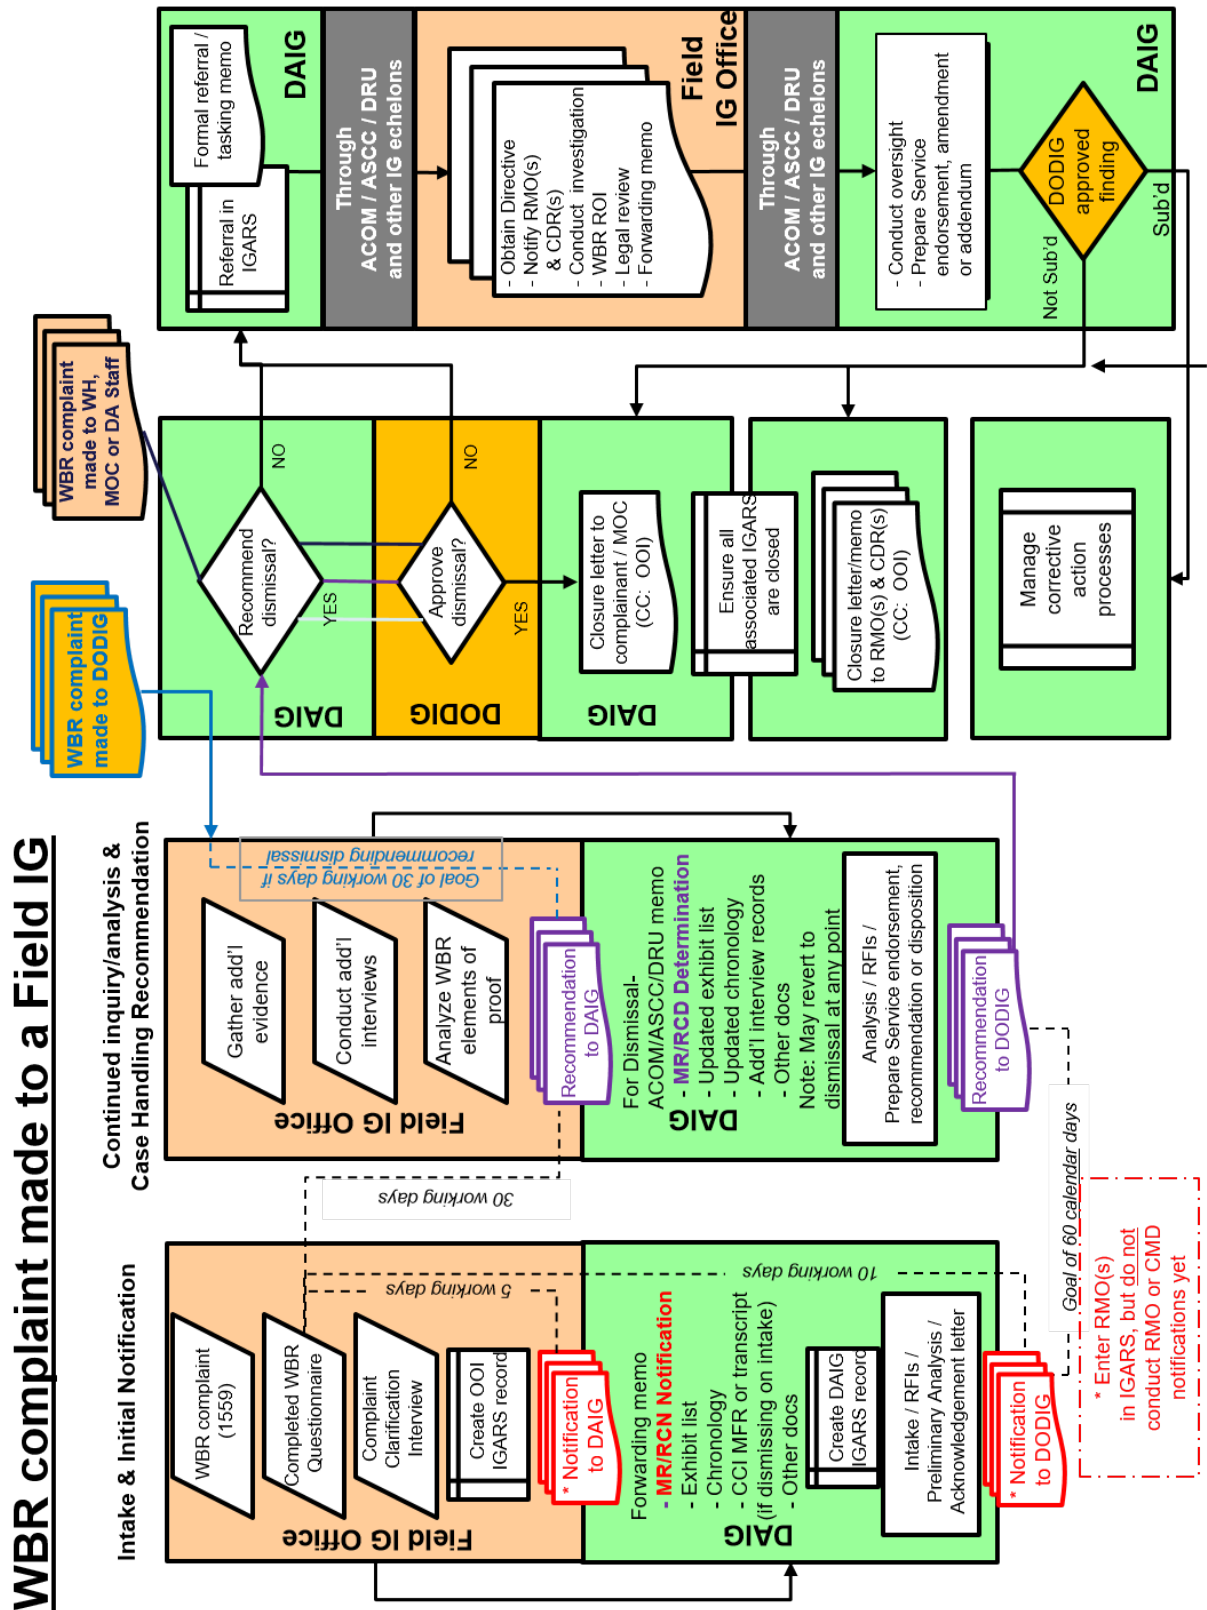 WBR complaint made to a Field IG
Intake & Initial Notification
Field IG Office
WBR complaint
(1559)
Completed WBR
Questionnaire
Complaint
Clarification
Interview
Create OOI
IGARS record
* Notification
to DAIG
5 working days
10 working days
30 working days
DAIG
Forwarding memo
- MR/RCN Notification
- Exhibit list
- Chronology
- CCI MFR or transcript
(if dismissing on intake)
- Other docs
Create DAIG
IGARS record
Intake / RFIs /
Preliminary Analysis /
Acknowledgement letter
* Notification
to DODIG
Goal of 60 calendar days
* Enter RMO(s)
in IGARS, but do not
conduct RMO or CMD
notifications yet
Continued inquiry/analysis &
Case Handling Recommendation
Field IG Office
Gather add'l
evidence
Conduct add'l
interviews
Analyze WBR
elements of
proof
Goal of 30 working days if
recommending dismissal
Recommendation
to DAIG
DAIG
For Dismissal-
ACOM/ASCC/DRU memo
- MR/RCD Determination
- Updated exhibit list
- Updated chronology
- Add'l interview records
- Other docs
Note: May revert to
dismissal at any point
Analysis / RFIs /
Prepare Service endorsement,
recommendation or disposition
Recommendation
to DODIG
WBR complaint
made to DODIG
WBR complaint
made to WH,
MOC or DA Staff
DAIG
Recommend
dismissal?
NO
YES
DODIG
Approve
dismissal?
NO
YES
DAIG
Closure letter to
complainant / MOC
(CC: OOI)
Ensure all
associated IGARS
are closed
Closure letter/memo
to RMO(s) & CDR(s)
(CC: OOI)
Manage
corrective
action
processes
DAIG
Referral in
IGARS
Formal referral /
tasking memo
Through
ACOM / ASCC / DRU
and other IG echelons
Field
IG Office
- Obtain Directive
- Notify RMO(s)
& CDR(s)
- Conduct investigation
- WBR ROI
- Legal review
- Forwarding memo
Through
ACOM / ASCC / DRU
and other IG echelons
DAIG
- Conduct oversight
- Prepare Service
endorsement, amendment
or addendum
DODIG
approved
finding
Not Sub'd
Sub'd